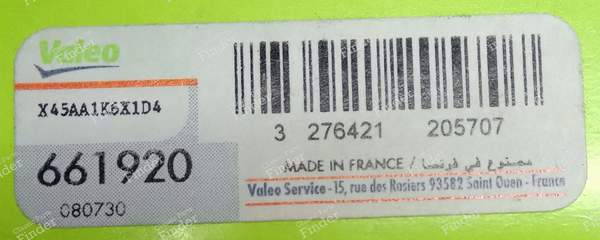 Valeo
X45AA1K6X1D4
661920
080730
3 276421 205707
MADE IN FRANCE / مصنوع في فرنسا
Valeo Service - 15, rue des Rosiers 93582 Saint Ouen - France